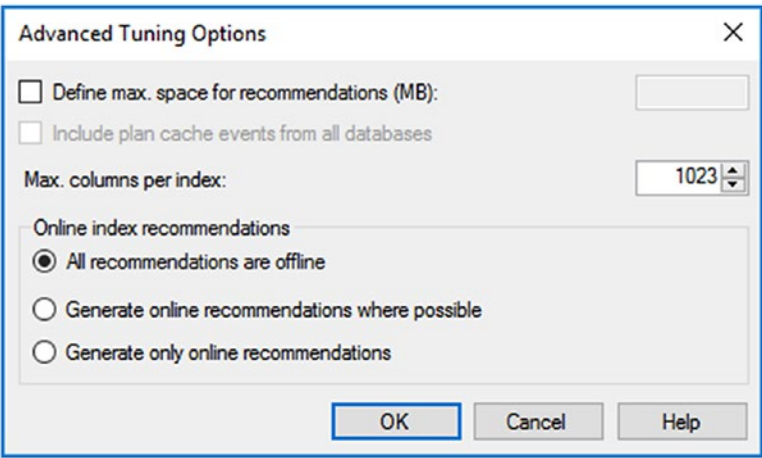 Advanced Tuning Options
Define max. space for recommendations (MB):
Include plan cache events from all databases
Max. columns per index: 1023
Online index recommendations
All recommendations are offline
Generate online recommendations where possible
Generate only online recommendations
OK Cancel Help